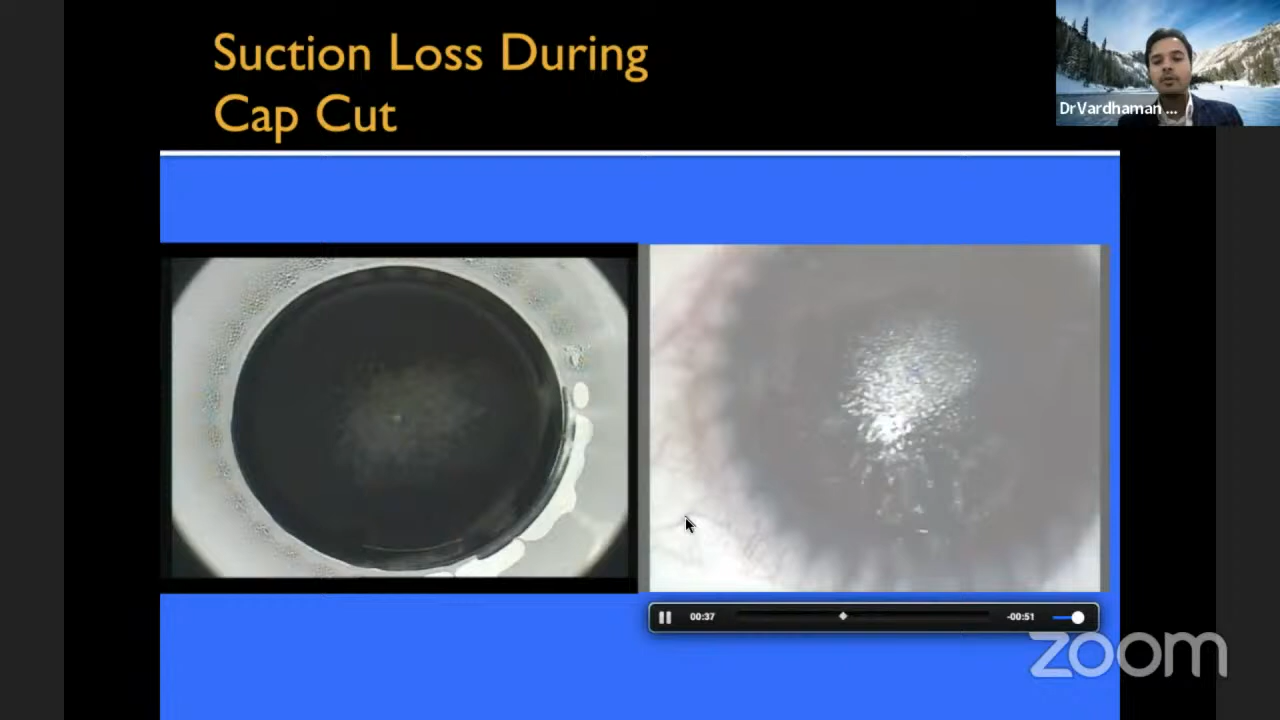 Suction Loss During
Cap Cut
DrVardhaman ...
00:37
-00:51
zoom